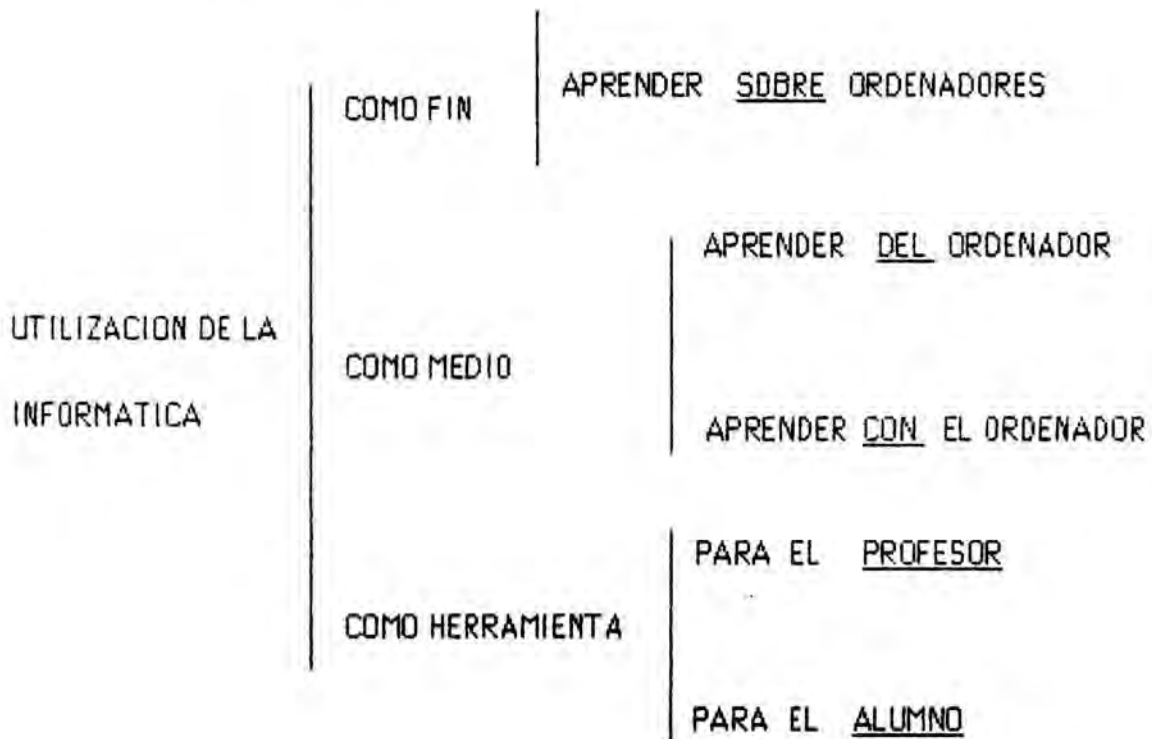 APRENDER SOBRE ORDENADORES
COMO FIN
APRENDER DEL ORDENADOR
UTILIZACION DE LA
INFORMATICA
COMO MEDIO
APRENDER CON EL ORDENADOR
PARA EL PROFESOR
COMO HERRAMIENTA
PARA EL ALUMNO